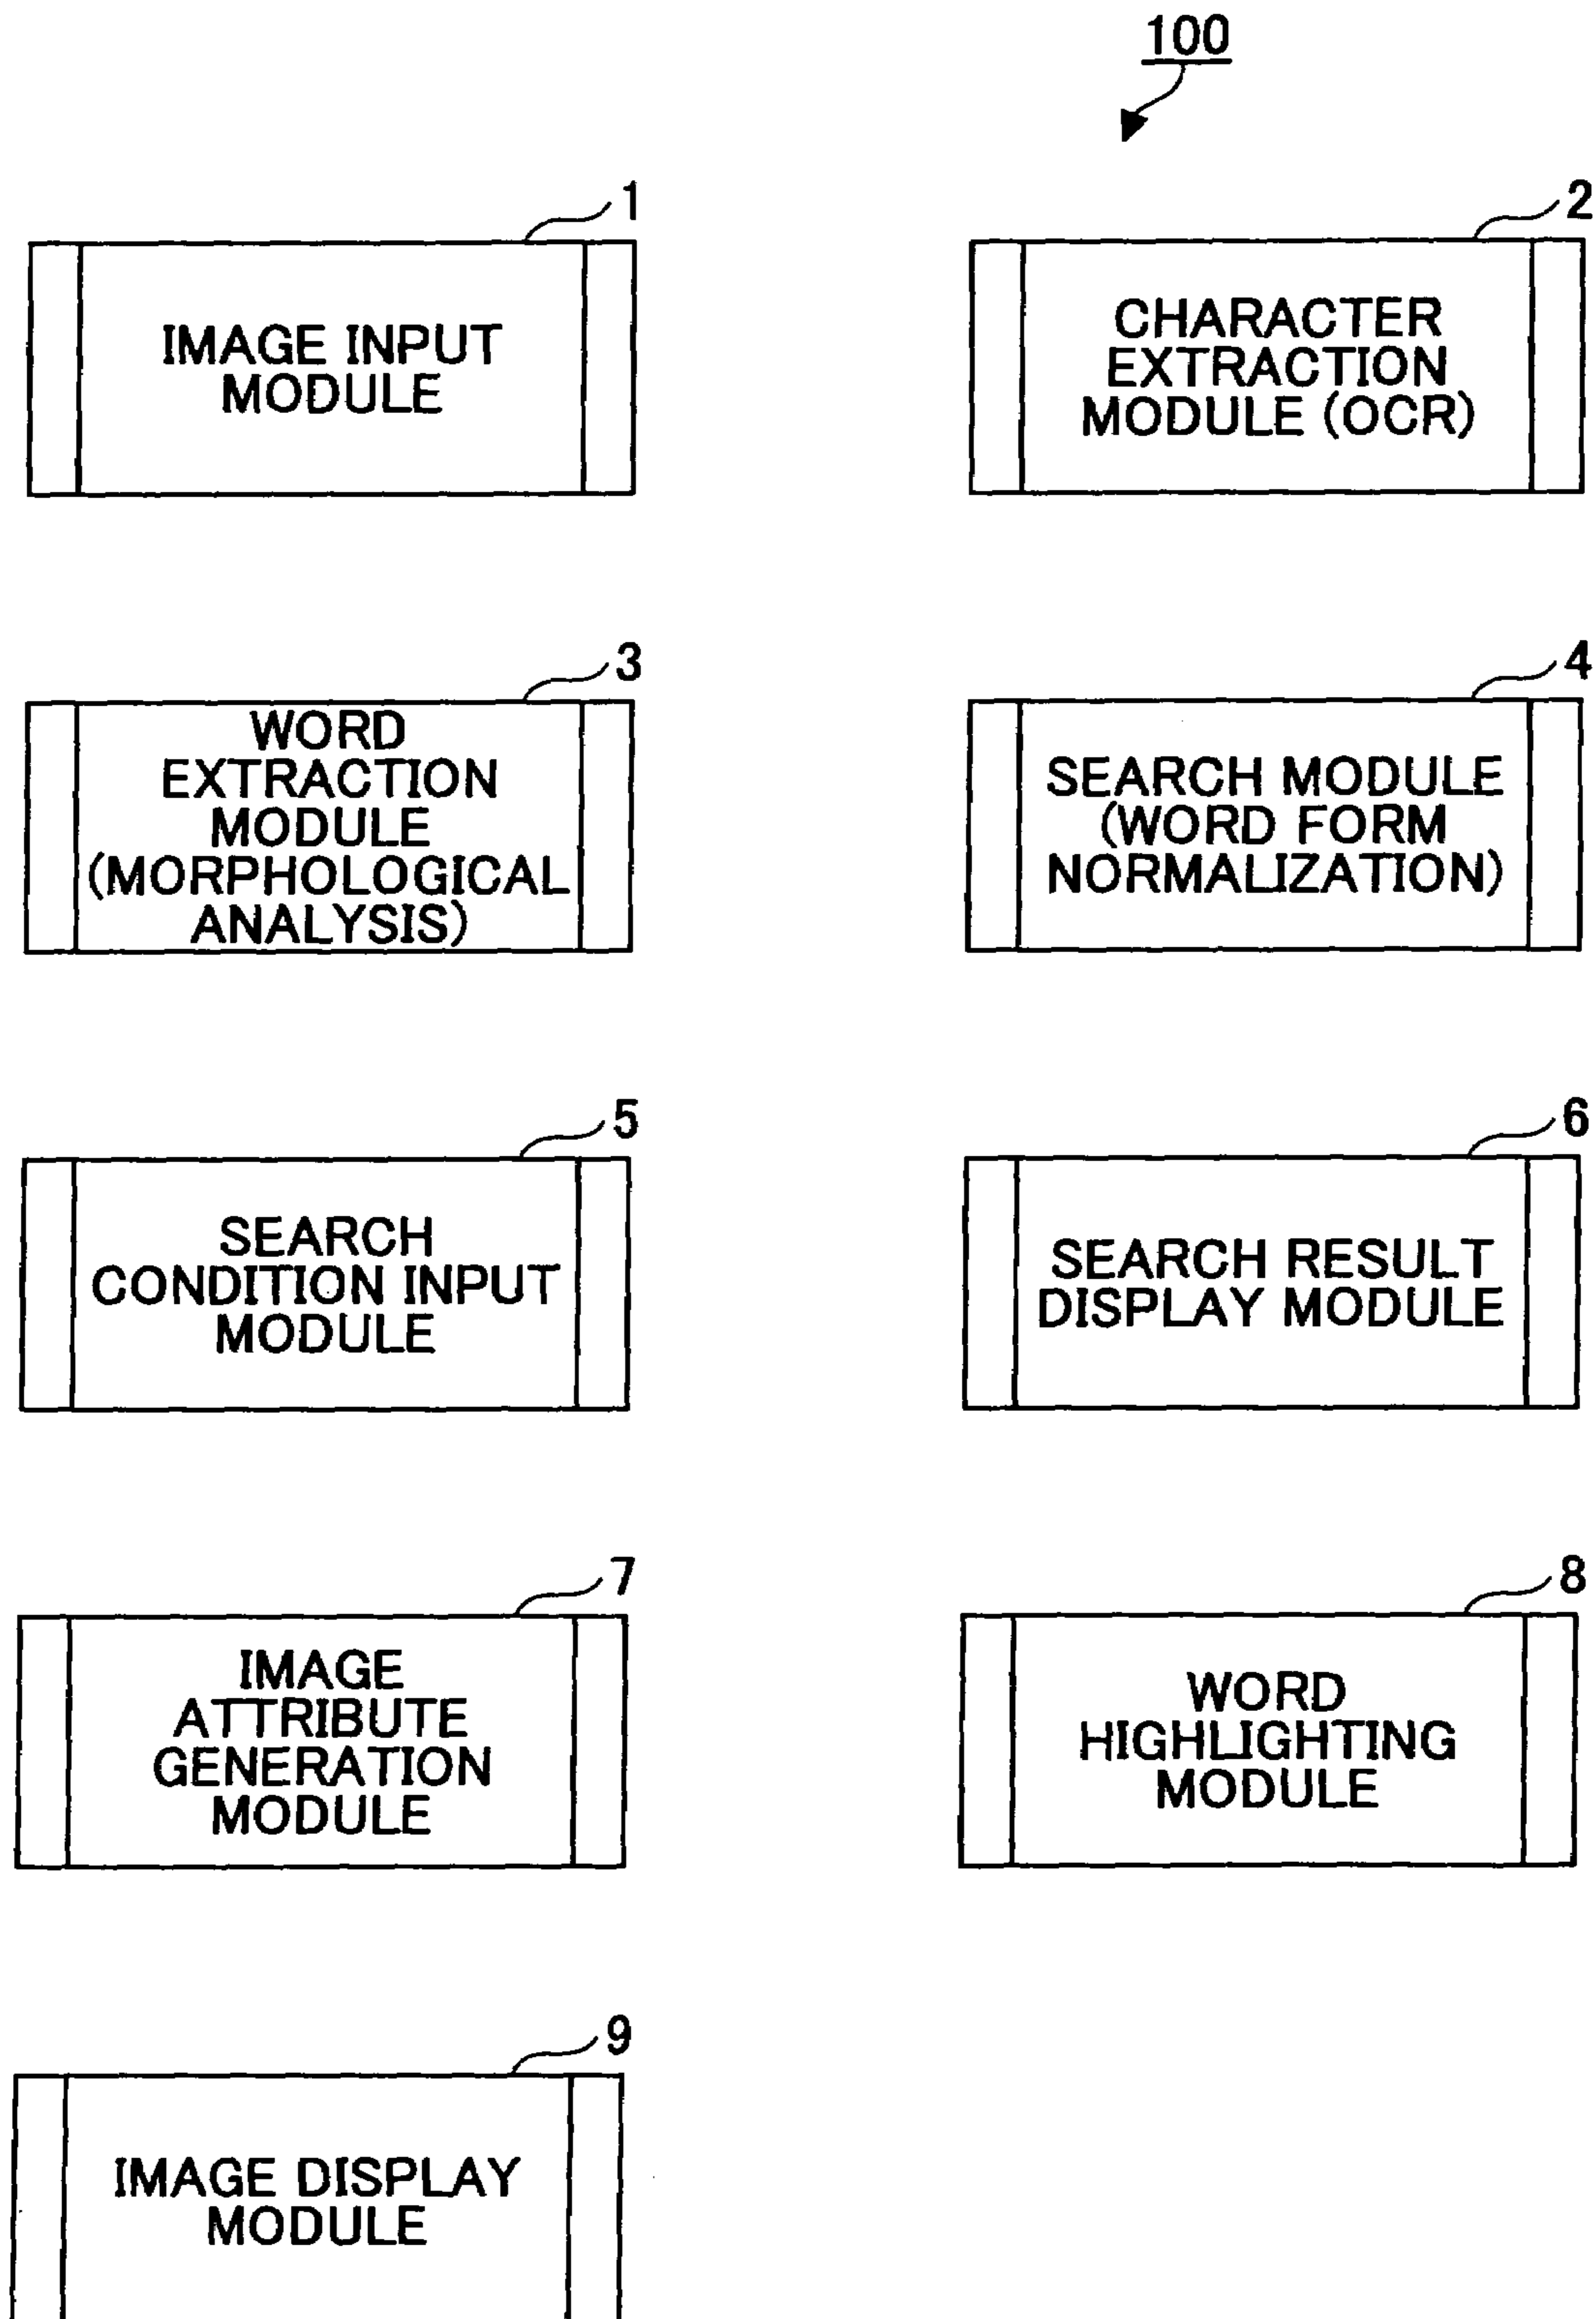 100
1
IMAGE INPUT
MODULE
2
CHARACTER
EXTRACTION
MODULE (OCR)
3
WORD
EXTRACTION
MODULE
(MORPHOLOGICAL
ANALYSIS)
4
SEARCH MODULE
(WORD FORM
NORMALIZATION)
5
SEARCH
CONDITION INPUT
MODULE
6
SEARCH RESULT
DISPLAY MODULE
7
IMAGE
ATTRIBUTE
GENERATION
MODULE
8
WORD
HIGHLIGHTING
MODULE
9
IMAGE DISPLAY
MODULE